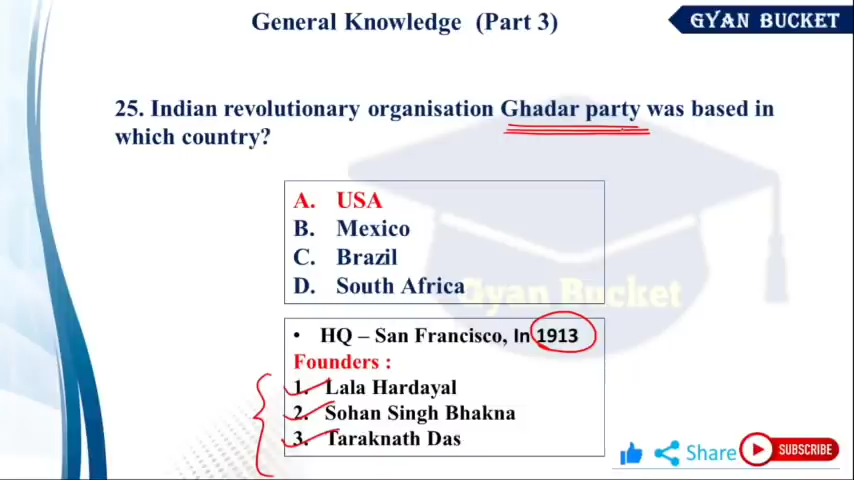 General Knowledge (Part 3)
GYAN BUCKET
25. Indian revolutionary organisation Ghadar party was based in
which country?
A. USA
B. Mexico
C. Brazil
D. South Africa
Gyan Bucket
• HQ – San Francisco, In 1913
Founders :
1. Lala Hardayal
2. Sohan Singh Bhakna
3. Taraknath Das
Share
SUBSCRIBE